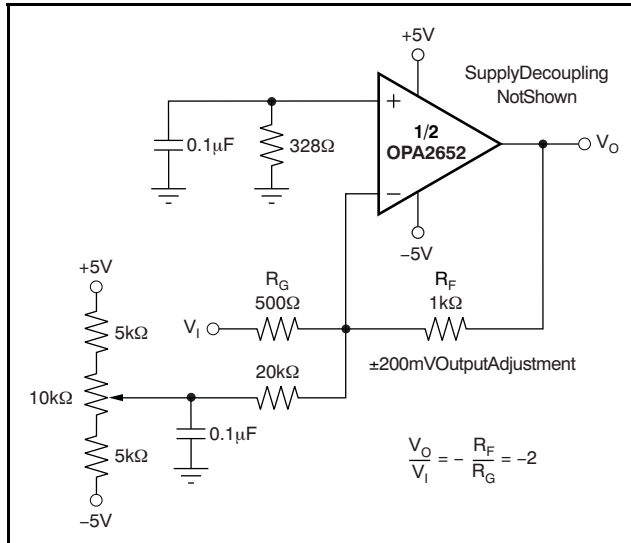 +5V
SupplyDecoupling
NotShown
+
1/2
OPA2652
−
0.1μF
328Ω
V_O
−5V
R_G
500Ω
R_F
1kΩ
V_I
±200mVOutputAdjustment
+5V
5kΩ
20kΩ
10kΩ
0.1μF
5kΩ
−5V
V_O/V_I = − R_F/R_G = −2